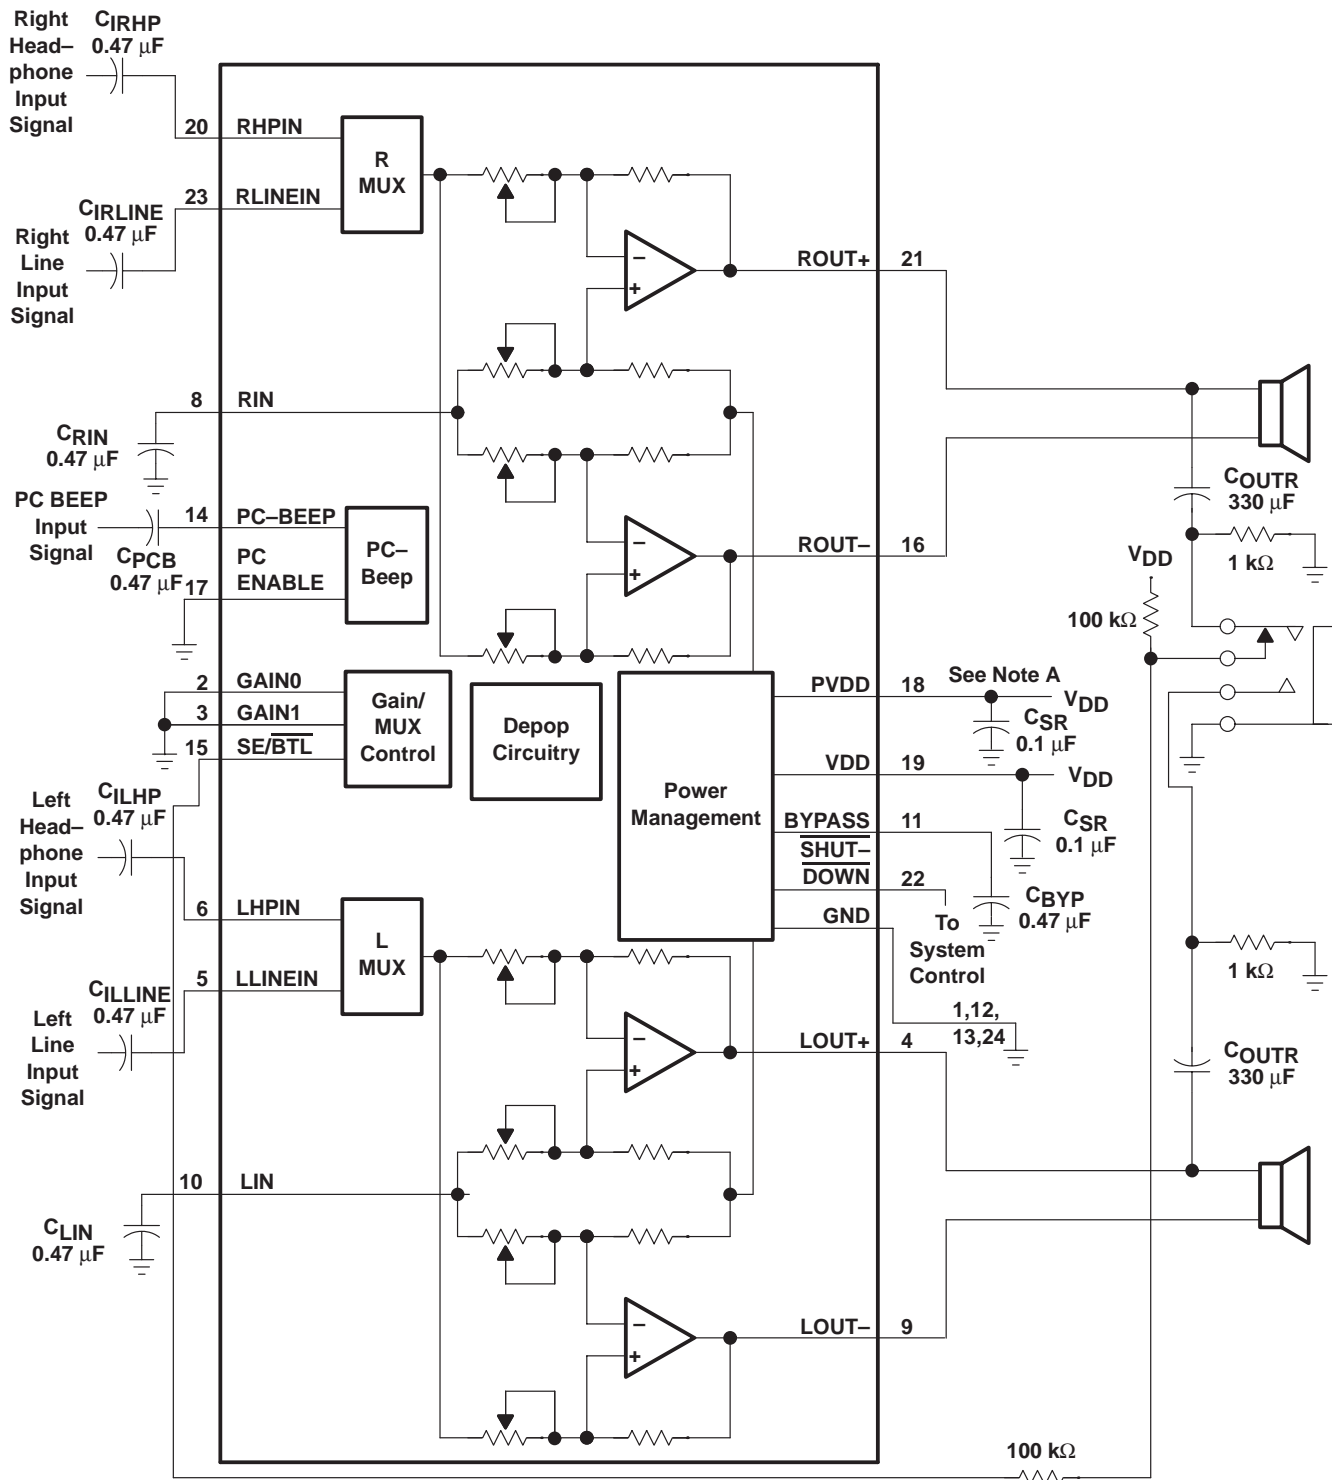 Right
Head–
phone
Input
Signal
CIRHP
0.47 μF
20
RHPIN
R
MUX
23
RLINEIN
CIRLINE
0.47 μF
Right
Line
Input
Signal
ROUT+
21
8
RIN
CRIN
0.47 μF
COUTR
330 μF
PC BEEP
Input
Signal
CPCB
0.47 μF
14
PC–BEEP
PC
ENABLE
17
PC–
Beep
ROUT–
16
1 kΩ
VDD
100 kΩ
2
GAIN0
3
GAIN1
15
SE/BTL
Gain/
MUX
Control
Depop
Circuitry
Power
Management
PVDD
18
See Note A
VDD
CSR
0.1 μF
VDD
19
VDD
CSR
0.1 μF
BYPASS
11
SHUT–
DOWN
22
CBYP
0.47 μF
GND
To
System
Control
1,12,
13,24
Left
Head–
phone
Input
Signal
CILHP
0.47 μF
6
LHPIN
L
MUX
5
LLINEIN
CILLINE
0.47 μF
Left
Line
Input
Signal
1 kΩ
LOUT+
4
COUTR
330 μF
10
LIN
CLIN
0.47 μF
LOUT–
9
100 kΩ